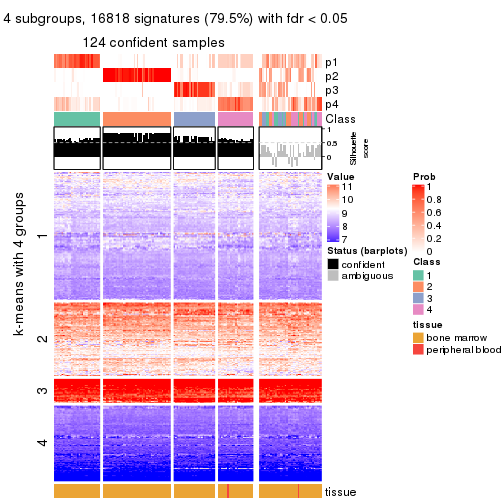 4 subgroups, 16818 signatures (79.5%) with fdr < 0.05
124 confident samples
p1
p2
p3
p4
Class
1
0.5
0
Silhouette
score
k-means with 4 groups
1
2
3
4
tissue
Value
11
10
9
8
7
Status (barplots)
confident
ambiguous
Prob
1
0.8
0.6
0.4
0.2
0
Class
1
2
3
4
tissue
bone marrow
peripheral blood